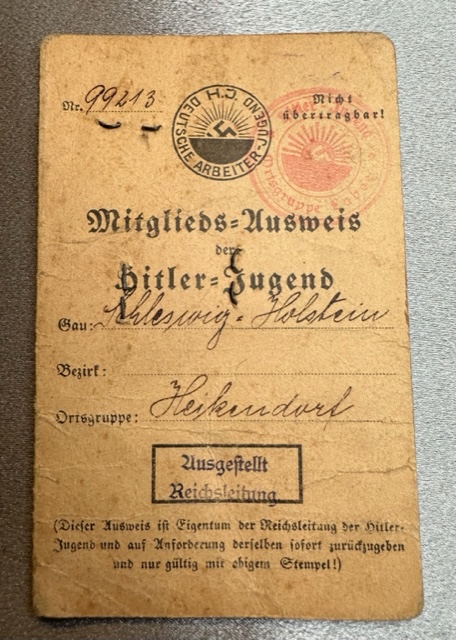 Nr. 99213
H.J. DEUTSCHE ARBEITER-JUGEND
Nicht
übertragbar!
Ortsgruppe
Mitglieds=Ausweis
der
Hitler=Jugend
Gau: Schleswig-Holstein
Bezirk:
Ortsgruppe: Heikendorf
Ausgestellt
Reichsleitung
(Dieser Ausweis ist Eigentum der Reichsleitung der Hitler-
Jugend und auf Anforderung derselben sofort zurückzugeben
und nur gültig mit obigem Stempel!)